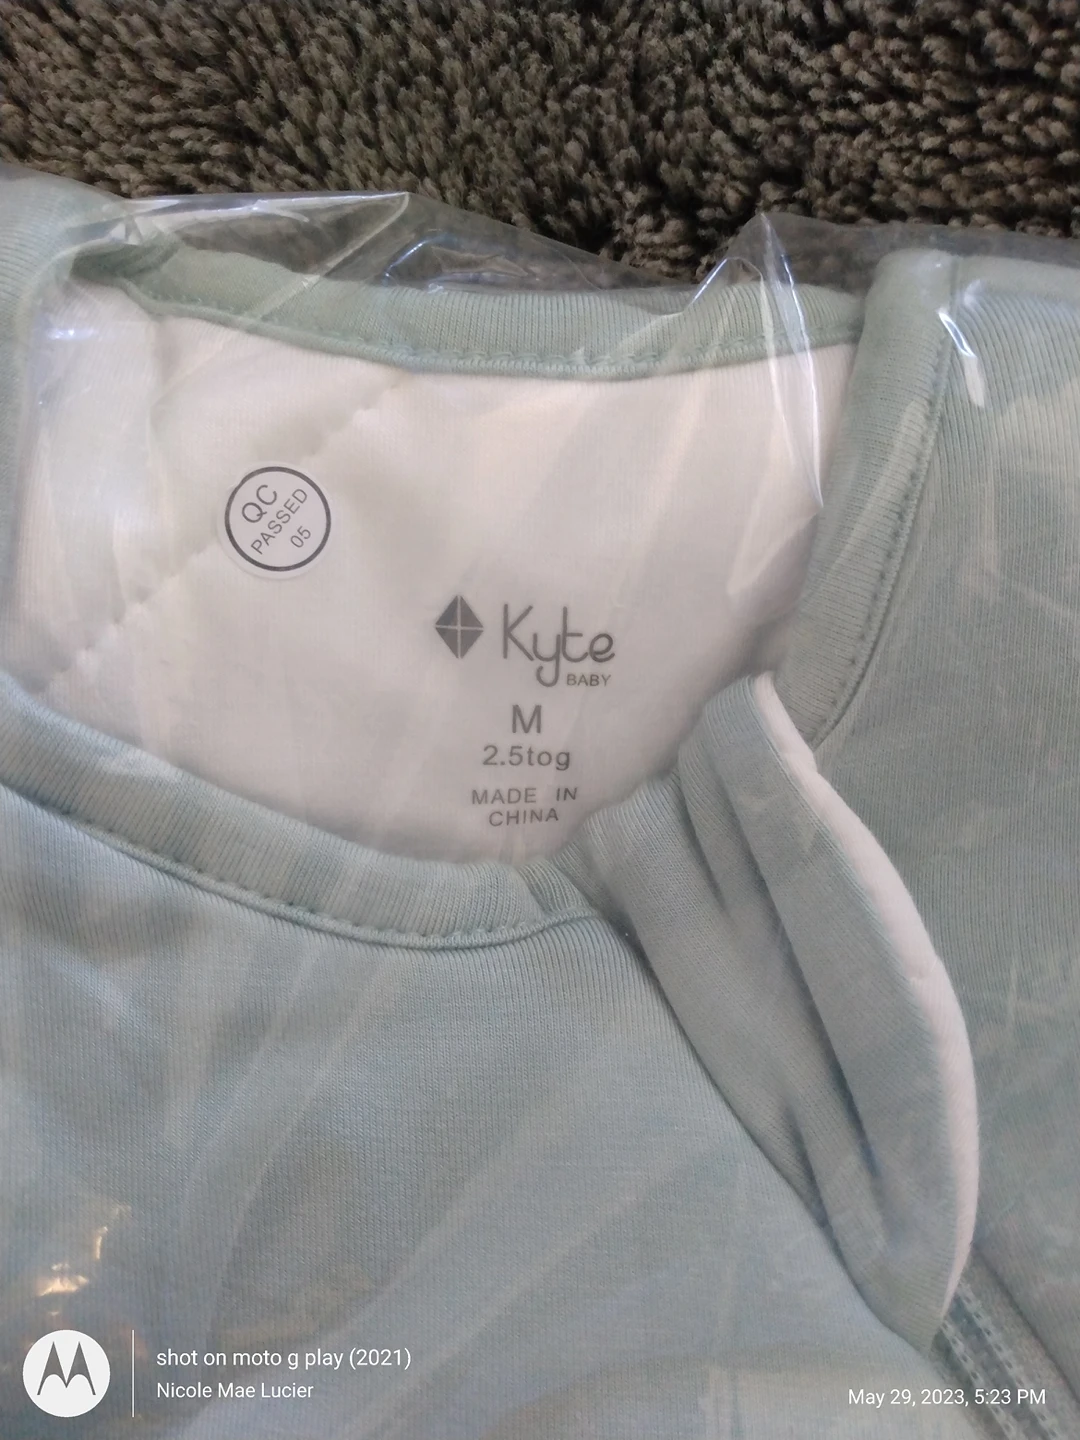 QC
PASSED
05
Kyte
BABY
M
2.5tog
MADE IN
CHINA
shot on moto g play (2021)
Nicole Mae Lucier
May 29, 2023, 5:23 PM